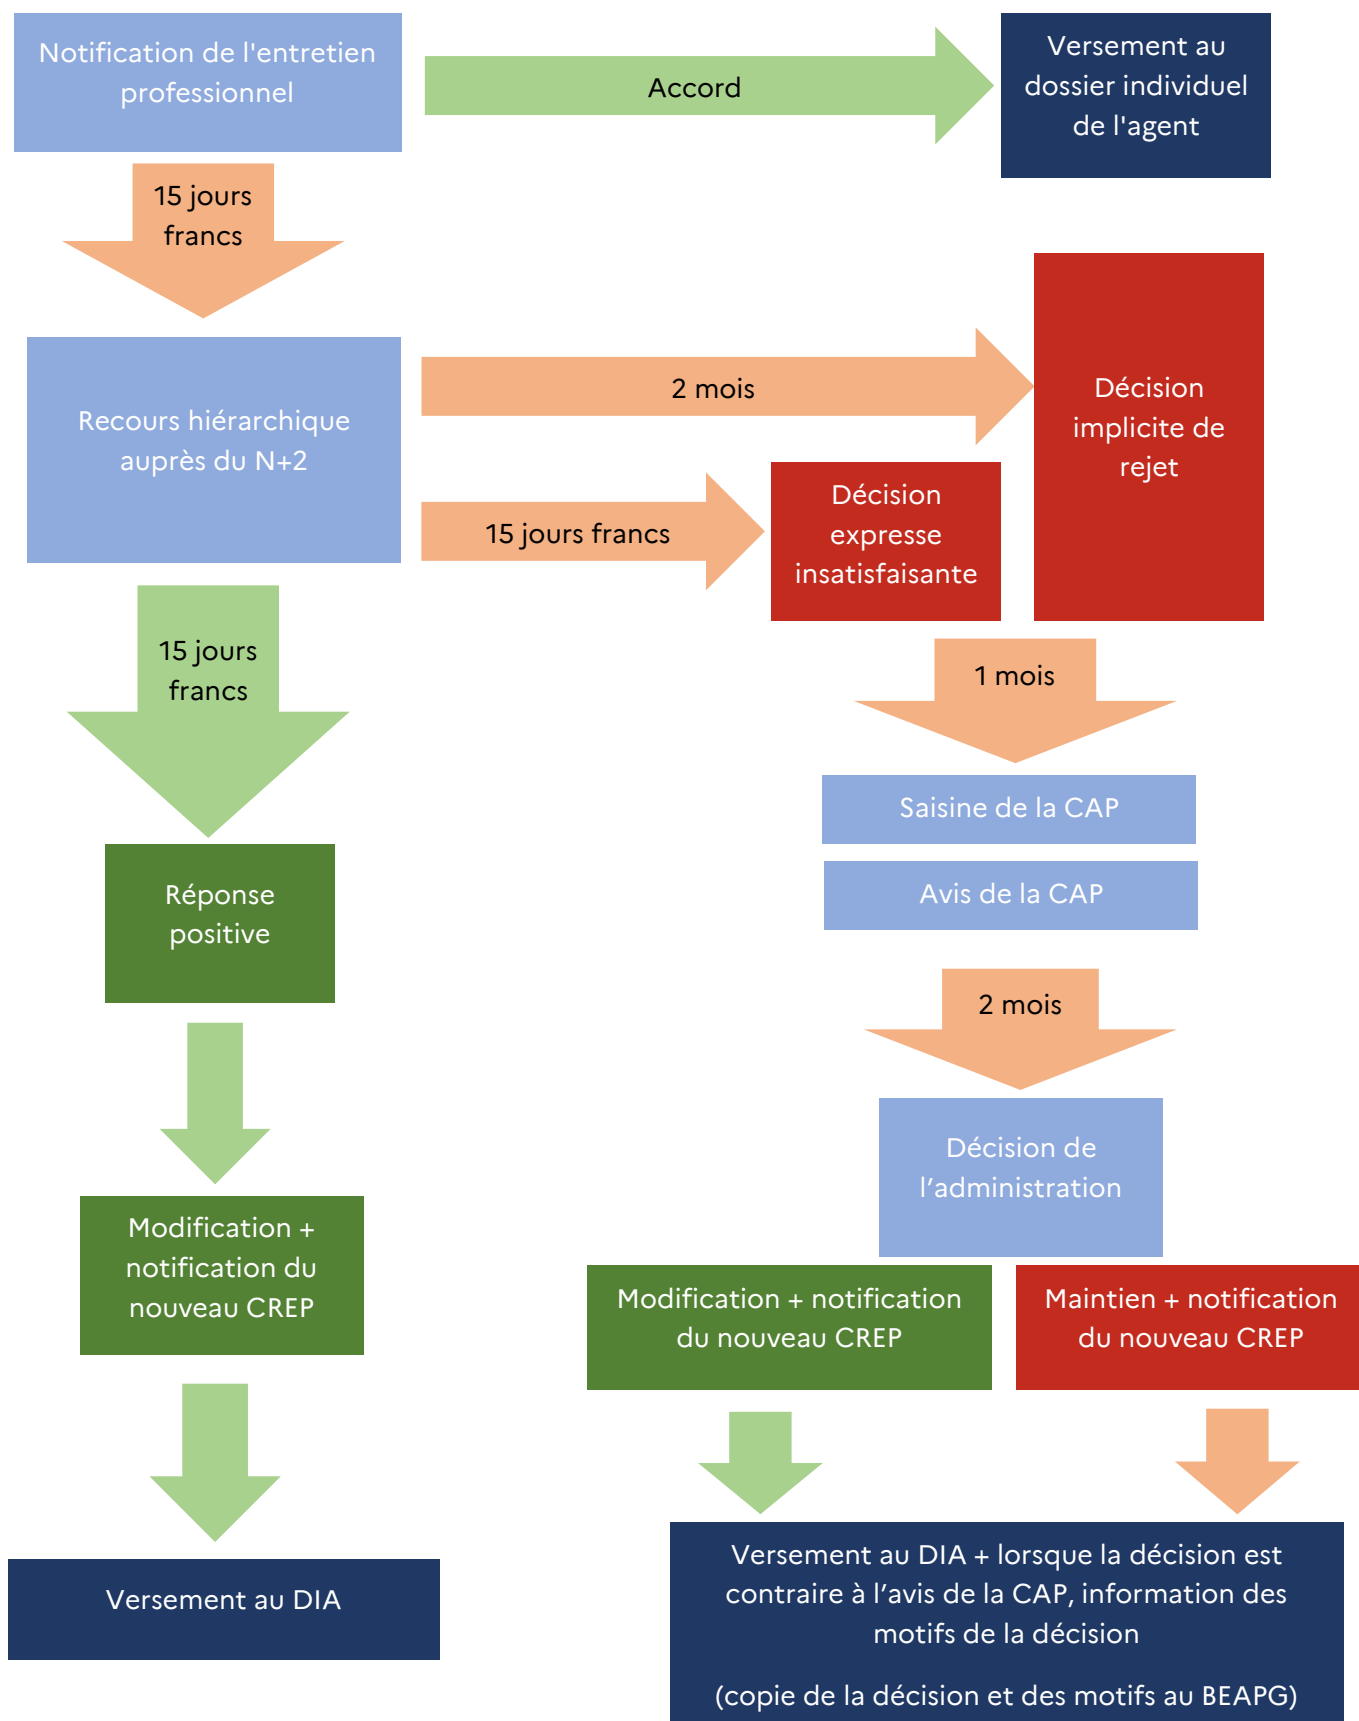 Notification de l'entretien
professionnel
Accord
Versement au
dossier individuel
de l'agent
15 jours
francs
Recours hiérarchique
auprès du N+2
2 mois
Décision
implicite de
rejet
15 jours francs
Décision
expresse
insatisfaisante
15 jours
francs
1 mois
Saisine de la CAP
Avis de la CAP
Réponse
positive
2 mois
Décision de
l’administration
Modification +
notification du
nouveau CREP
Modification + notification
du nouveau CREP
Maintien + notification
du nouveau CREP
Versement au DIA
Versement au DIA + lorsque la décision est
contraire à l’avis de la CAP, information des
motifs de la décision
(copie de la décision et des motifs au BEAPG)